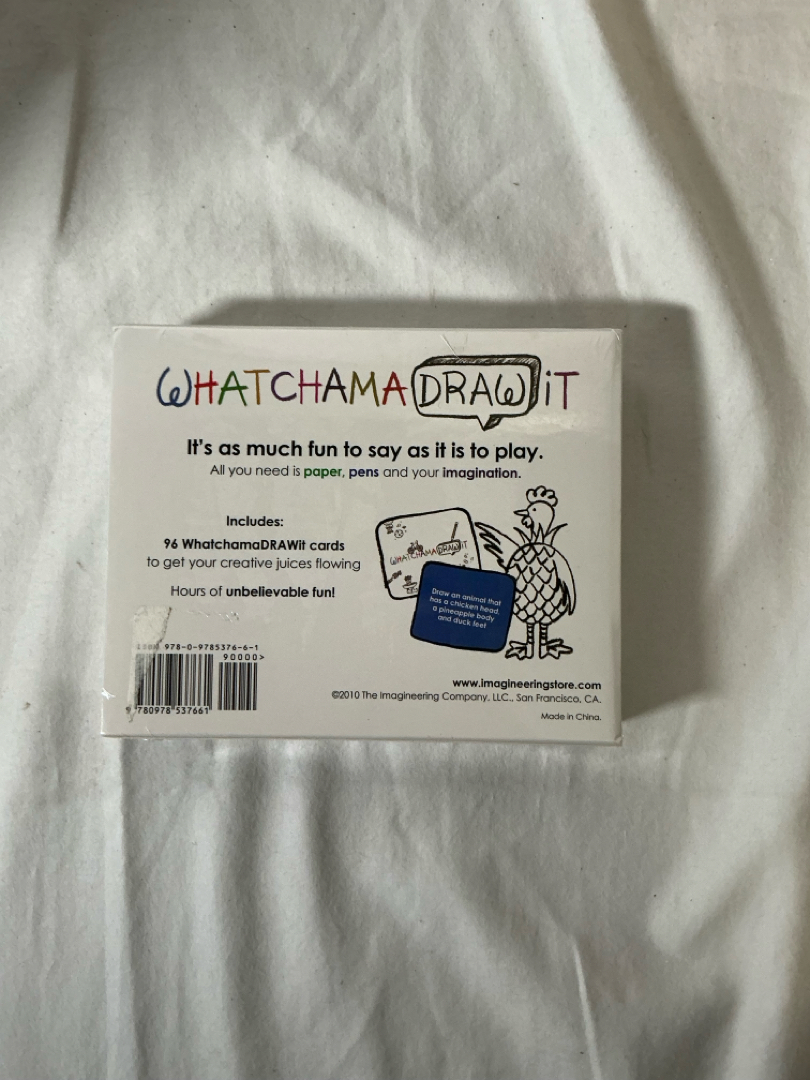 WHATCHAMADRAWiT
It's as much fun to say as it is to play.
All you need is paper, pens and your imagination.
Includes:
96 WhatchamaDRAWit cards
to get your creative juices flowing
Hours of unbelievable fun!
WHATCHAMADRAWiT
Draw an animal that
has a chicken head,
a pineapple body
and duck feet
ISBN 978-0-9785376-6-1
90000>
9780978537661
www.imagineeringstore.com
©2010 The Imagineering Company, LLC., San Francisco, CA.
Made in China.